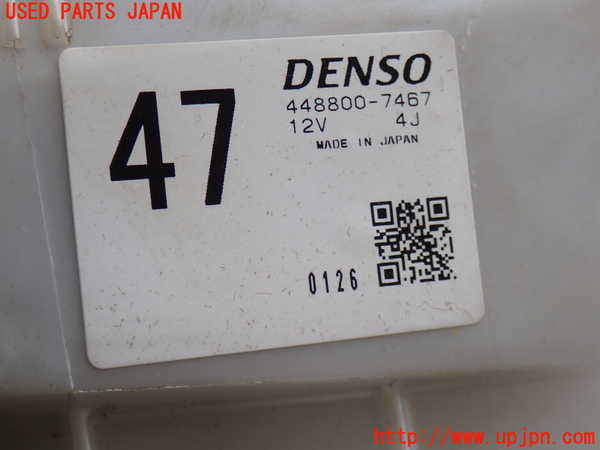 USED PARTS JAPAN
47
DENSO
448800-7467
12V 4J
MADE IN JAPAN
0126
http://www.upjpn.com/